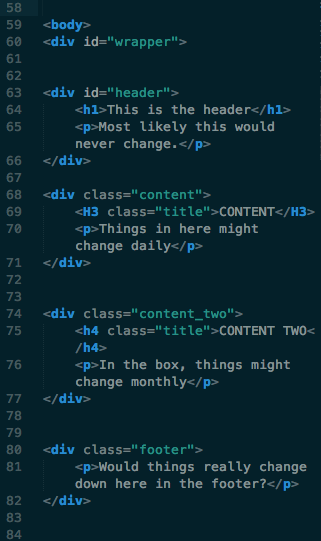 58
59 <body>
60 <div id="wrapper">
61
62
63 <div id="header">
64     <h1>This is the header</h1>
65     <p>Most likely this would
       never change.</p>
66 </div>
67
68 <div class="content">
69     <H3 class="title">CONTENT</H3>
70     <p>Things in here might
       change daily</p>
71 </div>
72
73
74 <div class="content_two">
75     <h4 class="title">CONTENT TWO<
       /h4>
76     <p>In the box, things might
       change monthly</p>
77 </div>
78
79
80 <div class="footer">
81     <p>Would things really change
       down here in the footer?</p>
82 </div>
83
84